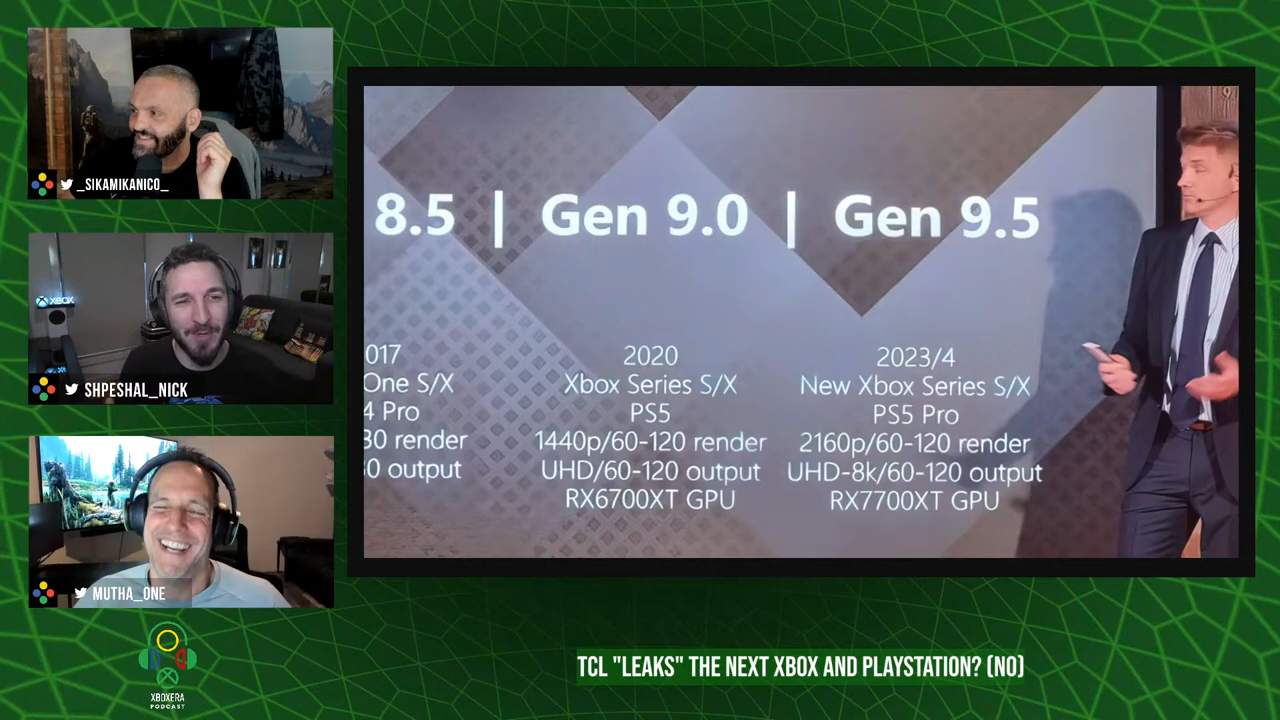 _SIKAMIKANICO_
XBOX
SHPESHAL_NICK
MUTHA_ONE
XBOXERA
PODCAST
8.5 | Gen 9.0 | Gen 9.5
017
One S/X
4 Pro
30 render
0 output
2020
Xbox Series S/X
PS5
1440p/60-120 render
UHD/60-120 output
RX6700XT GPU
2023/4
New Xbox Series S/X
PS5 Pro
2160p/60-120 render
UHD-8k/60-120 output
RX7700XT GPU
TCL "LEAKS" THE NEXT XBOX AND PLAYSTATION? (NO)